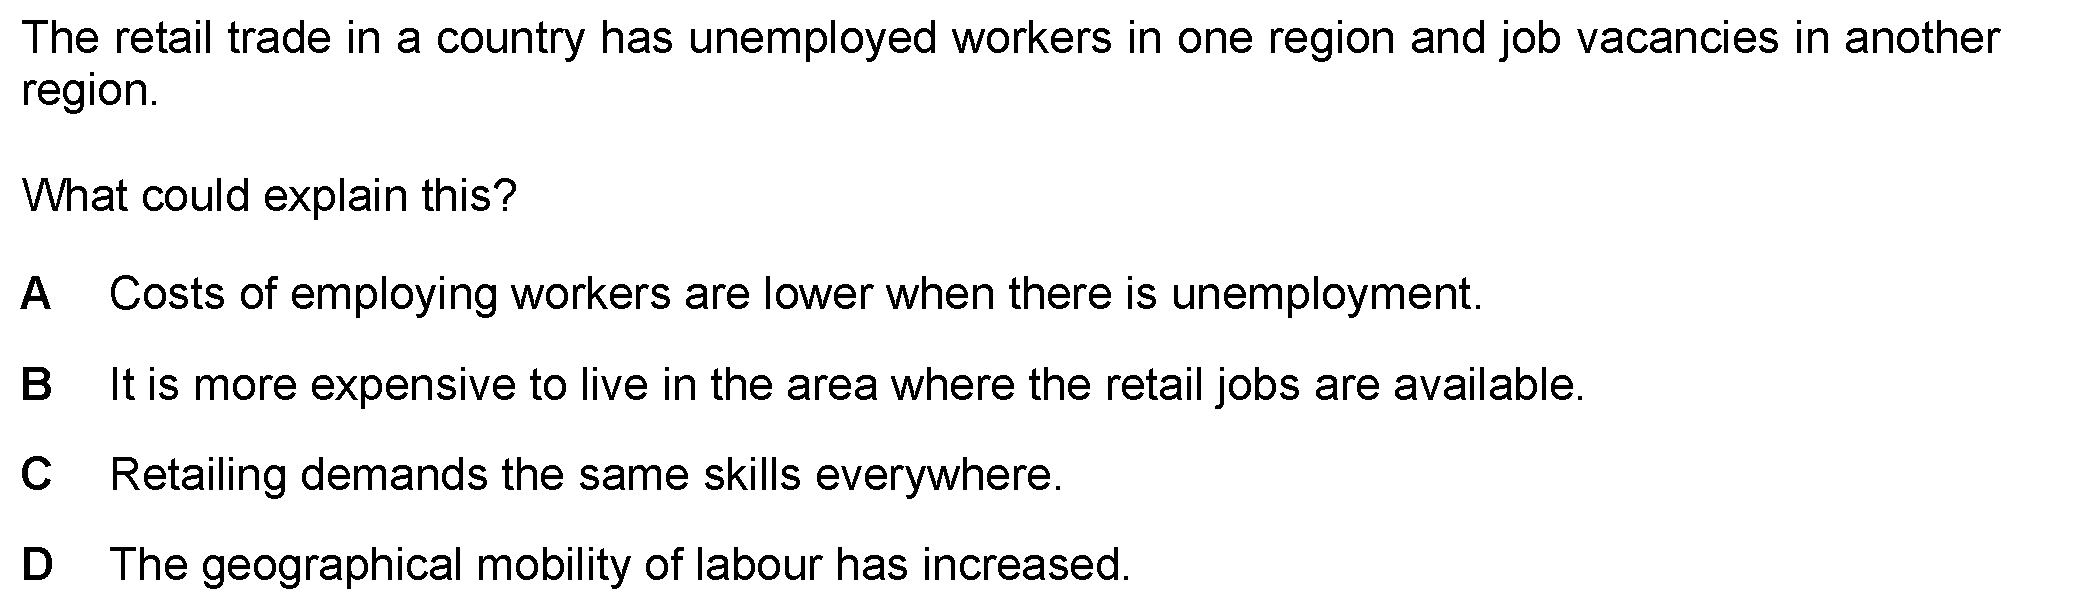 The retail trade in a country has unemployed workers in one region and job vacancies in another
region.
What could explain this?
A Costs of employing workers are lower when there is unemployment.
B It is more expensive to live in the area where the retail jobs are available.
C Retailing demands the same skills everywhere.
D The geographical mobility of labour has increased.